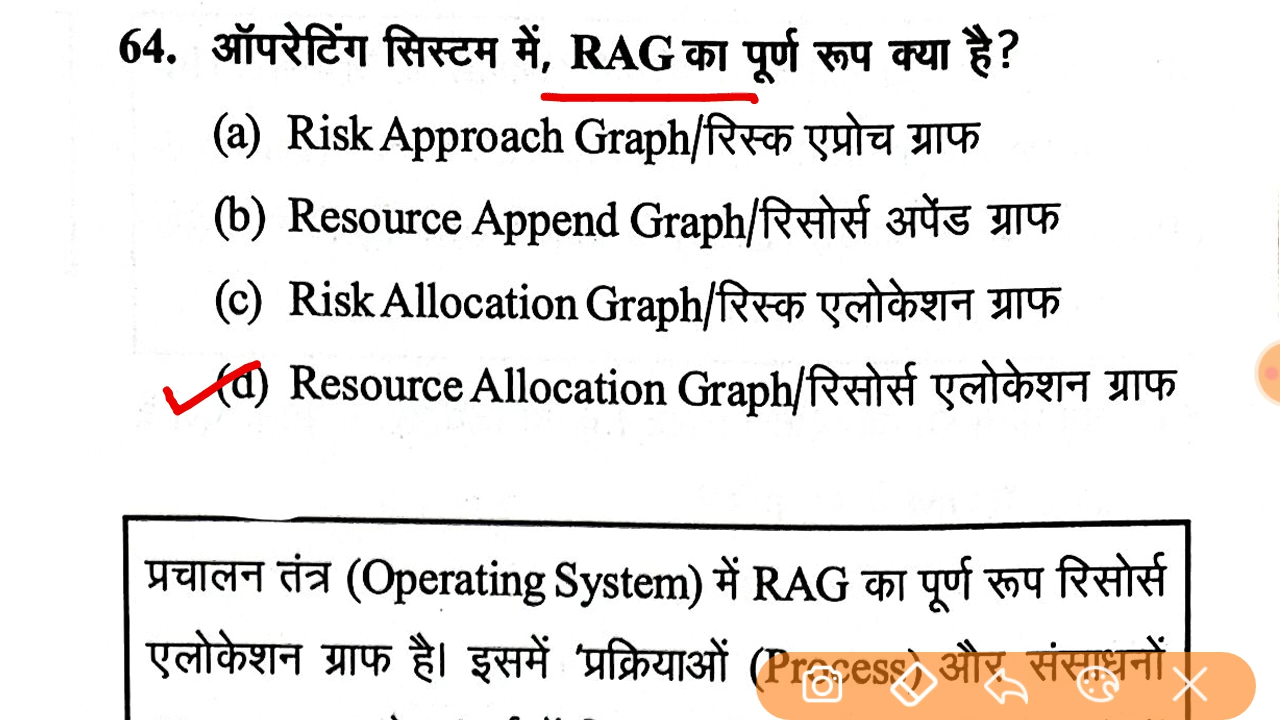 64. ऑपरेटिंग सिस्टम में, RAG का पूर्ण रूप क्या है?
(a) Risk Approach Graph/रिस्क एप्रोच ग्राफ
(b) Resource Append Graph/रिसोर्स अपेंड ग्राफ
(c) Risk Allocation Graph/रिस्क एलोकेशन ग्राफ
(d) Resource Allocation Graph/रिसोर्स एलोकेशन ग्राफ
प्रचालन तंत्र (Operating System) में RAG का पूर्ण रूप रिसोर्स
एलोकेशन ग्राफ है। इसमें 'प्रक्रियाओं (Process) और संसाधनों